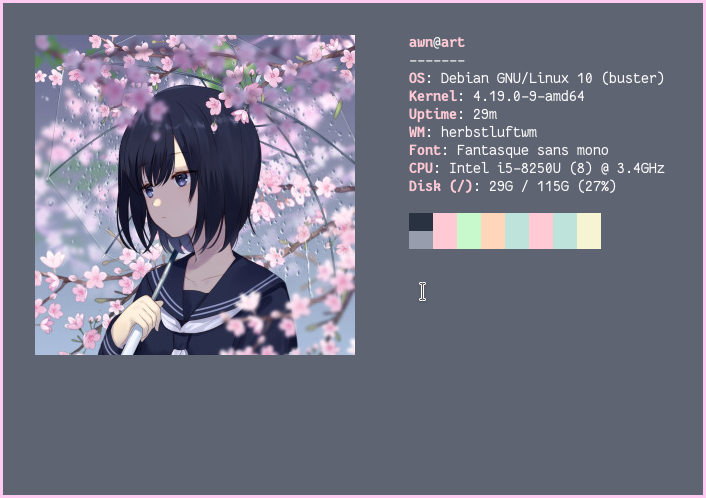 awn@art
-------
OS: Debian GNU/Linux 10 (buster)
Kernel: 4.19.0-9-amd64
Uptime: 29m
WM: herbstluftwm
Font: Fantasque sans mono
CPU: Intel i5-8250U (8) @ 3.4GHz
Disk (/): 29G / 115G (27%)